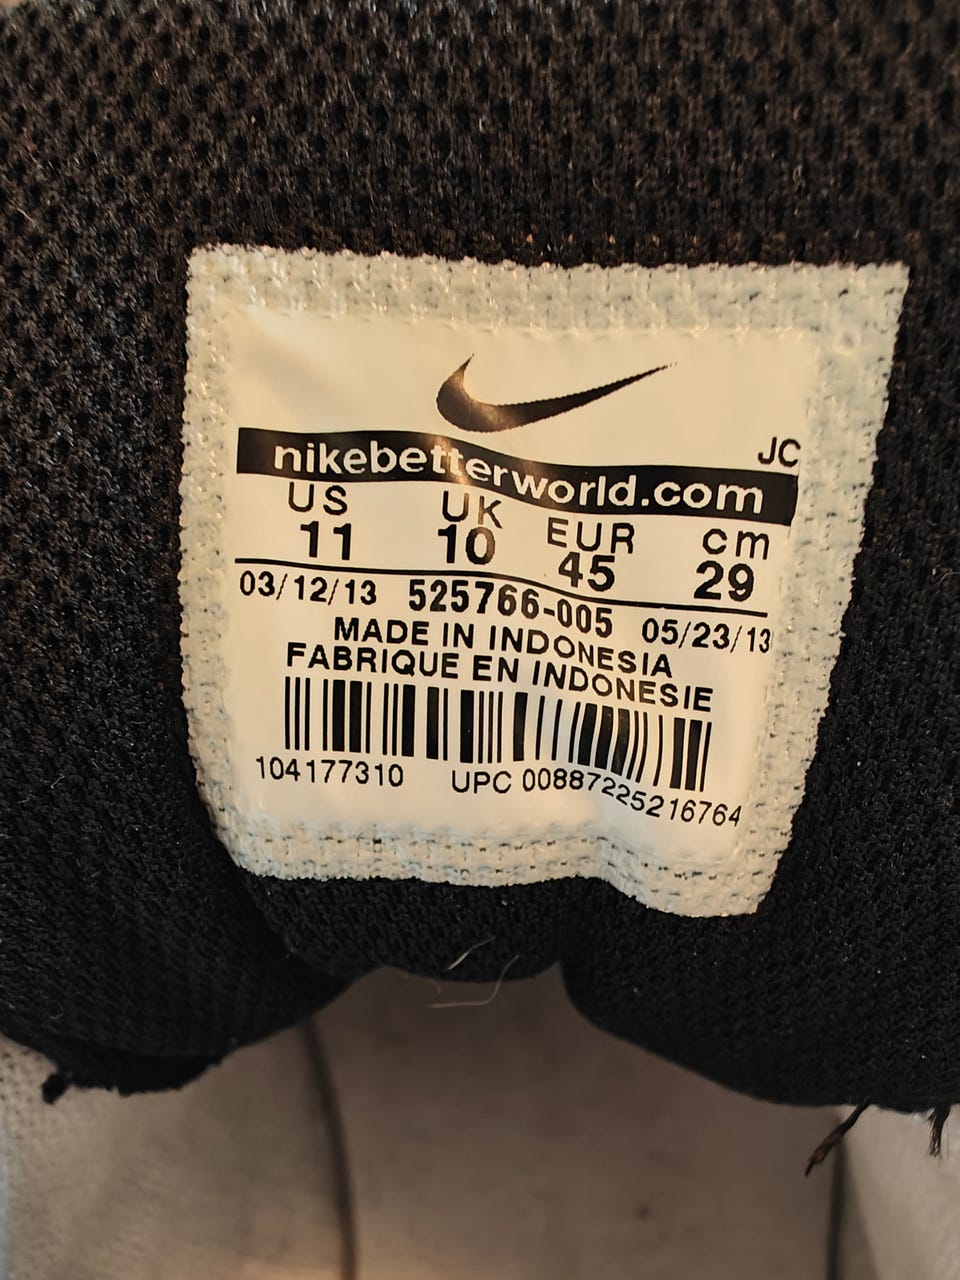 JC
nikebetterworld.com
US UK EUR cm
11 10 45 29
03/12/13 525766-005 05/23/13
MADE IN INDONESIA
FABRIQUE EN INDONESIE
104177310 UPC 00887225216764